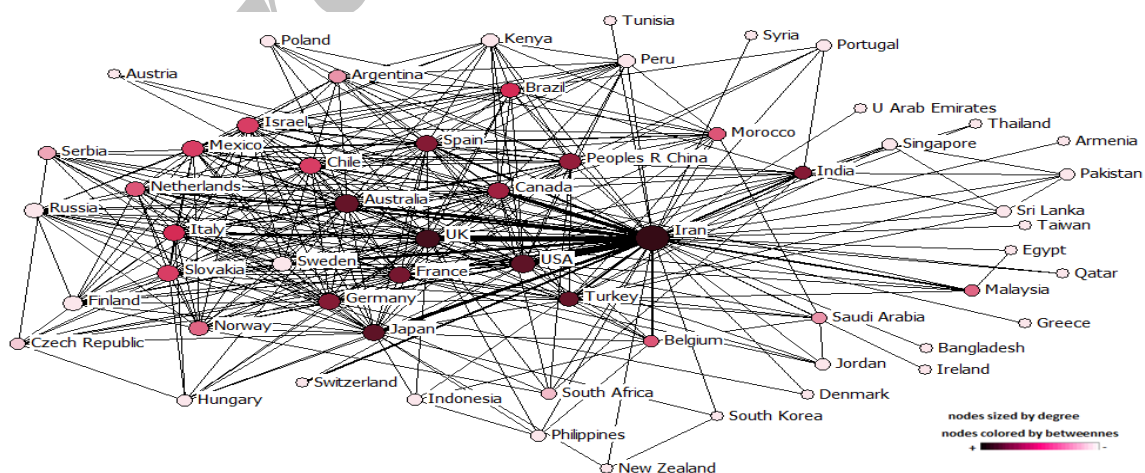 Tunisia
Poland
Kenya
Syria
Portugal
Peru
Austria
Argentina
Brazil
U Arab Emirates
Thailand
Israel
Spain
Morocco
Armenia
Singapore
Serbia
Mexico
Chile
Peoples R China
India
Pakistan
Netherlands
Australia
Canada
Russia
Sri Lanka
Taiwan
Italy
UK
Iran
Egypt
Sweden
USA
Slovakia
France
Qatar
Malaysia
Finland
Germany
Turkey
Saudi Arabia
Greece
Norway
Japan
Belgium
Czech Republic
Bangladesh
Jordan
Ireland
Switzerland
South Africa
Denmark
Hungary
Indonesia
South Korea
Philippines
New Zealand
nodes sized by degree
nodes colored by betweennes
+ -